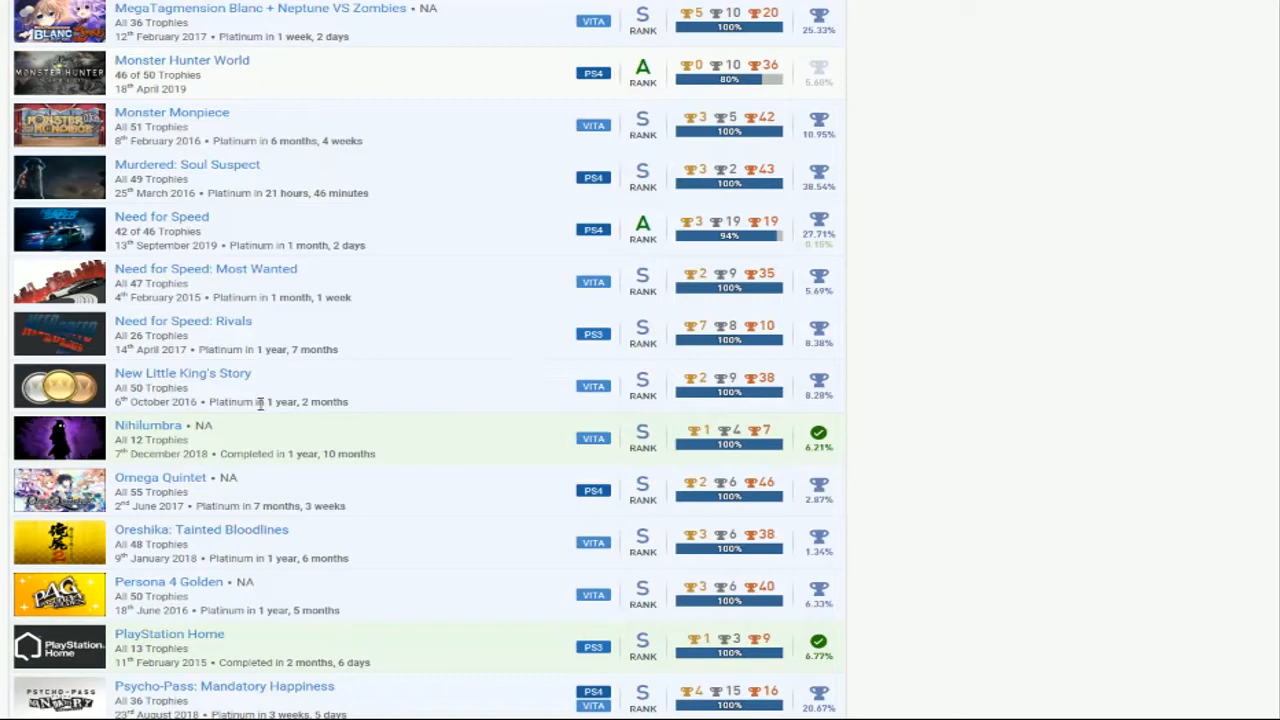 MegaTagmension Blanc + Neptune VS Zombies • NA
All 36 Trophies
12th February 2017 • Platinum in 1 week, 2 days
VITA
S
RANK
5 10 20
100%
25.33%
BLANC
Monster Hunter World
46 of 50 Trophies
18th April 2019
PS4
A
RANK
0 10 36
80%
5.60%
MONSTER HUNTER
Monster Monpiece
All 51 Trophies
8th February 2016 • Platinum in 6 months, 4 weeks
VITA
S
RANK
3 5 42
100%
10.95%
MONSTER
MONPIECE
Murdered: Soul Suspect
All 49 Trophies
25th March 2016 • Platinum in 21 hours, 46 minutes
PS4
S
RANK
3 2 43
100%
38.54%
Need for Speed
42 of 46 Trophies
13th September 2019 • Platinum in 1 month, 2 days
PS4
A
RANK
3 19 19
94%
27.71%
0.15%
Need for Speed: Most Wanted
All 47 Trophies
4th February 2015 • Platinum in 1 month, 1 week
VITA
S
RANK
2 9 35
100%
5.69%
Need for Speed: Rivals
All 26 Trophies
14th April 2017 • Platinum in 1 year, 7 months
PS3
S
RANK
7 8 10
100%
8.38%
New Little King's Story
All 50 Trophies
6th October 2016 • Platinum in 1 year, 2 months
VITA
S
RANK
2 9 38
100%
8.28%
Nihilumbra • NA
All 12 Trophies
7th December 2018 • Completed in 1 year, 10 months
VITA
S
RANK
1 4 7
100%
6.21%
Omega Quintet • NA
All 55 Trophies
2nd June 2017 • Platinum in 7 months, 3 weeks
PS4
S
RANK
2 6 46
100%
2.87%
Oreshika: Tainted Bloodlines
All 48 Trophies
9th January 2018 • Platinum in 1 year, 6 months
VITA
S
RANK
3 6 38
100%
1.34%
Persona 4 Golden • NA
All 50 Trophies
18th June 2016 • Platinum in 1 year, 5 months
VITA
S
RANK
3 6 40
100%
6.33%
P4G
PlayStation Home
All 13 Trophies
11th February 2015 • Completed in 2 months, 6 days
PS3
S
RANK
1 3 9
100%
6.77%
PlayStation
Home
Psycho-Pass: Mandatory Happiness
All 36 Trophies
23rd August 2018 • Platinum in 3 weeks, 5 days
PS4
VITA
S
RANK
4 15 16
100%
20.67%
PSYCHO-PASS